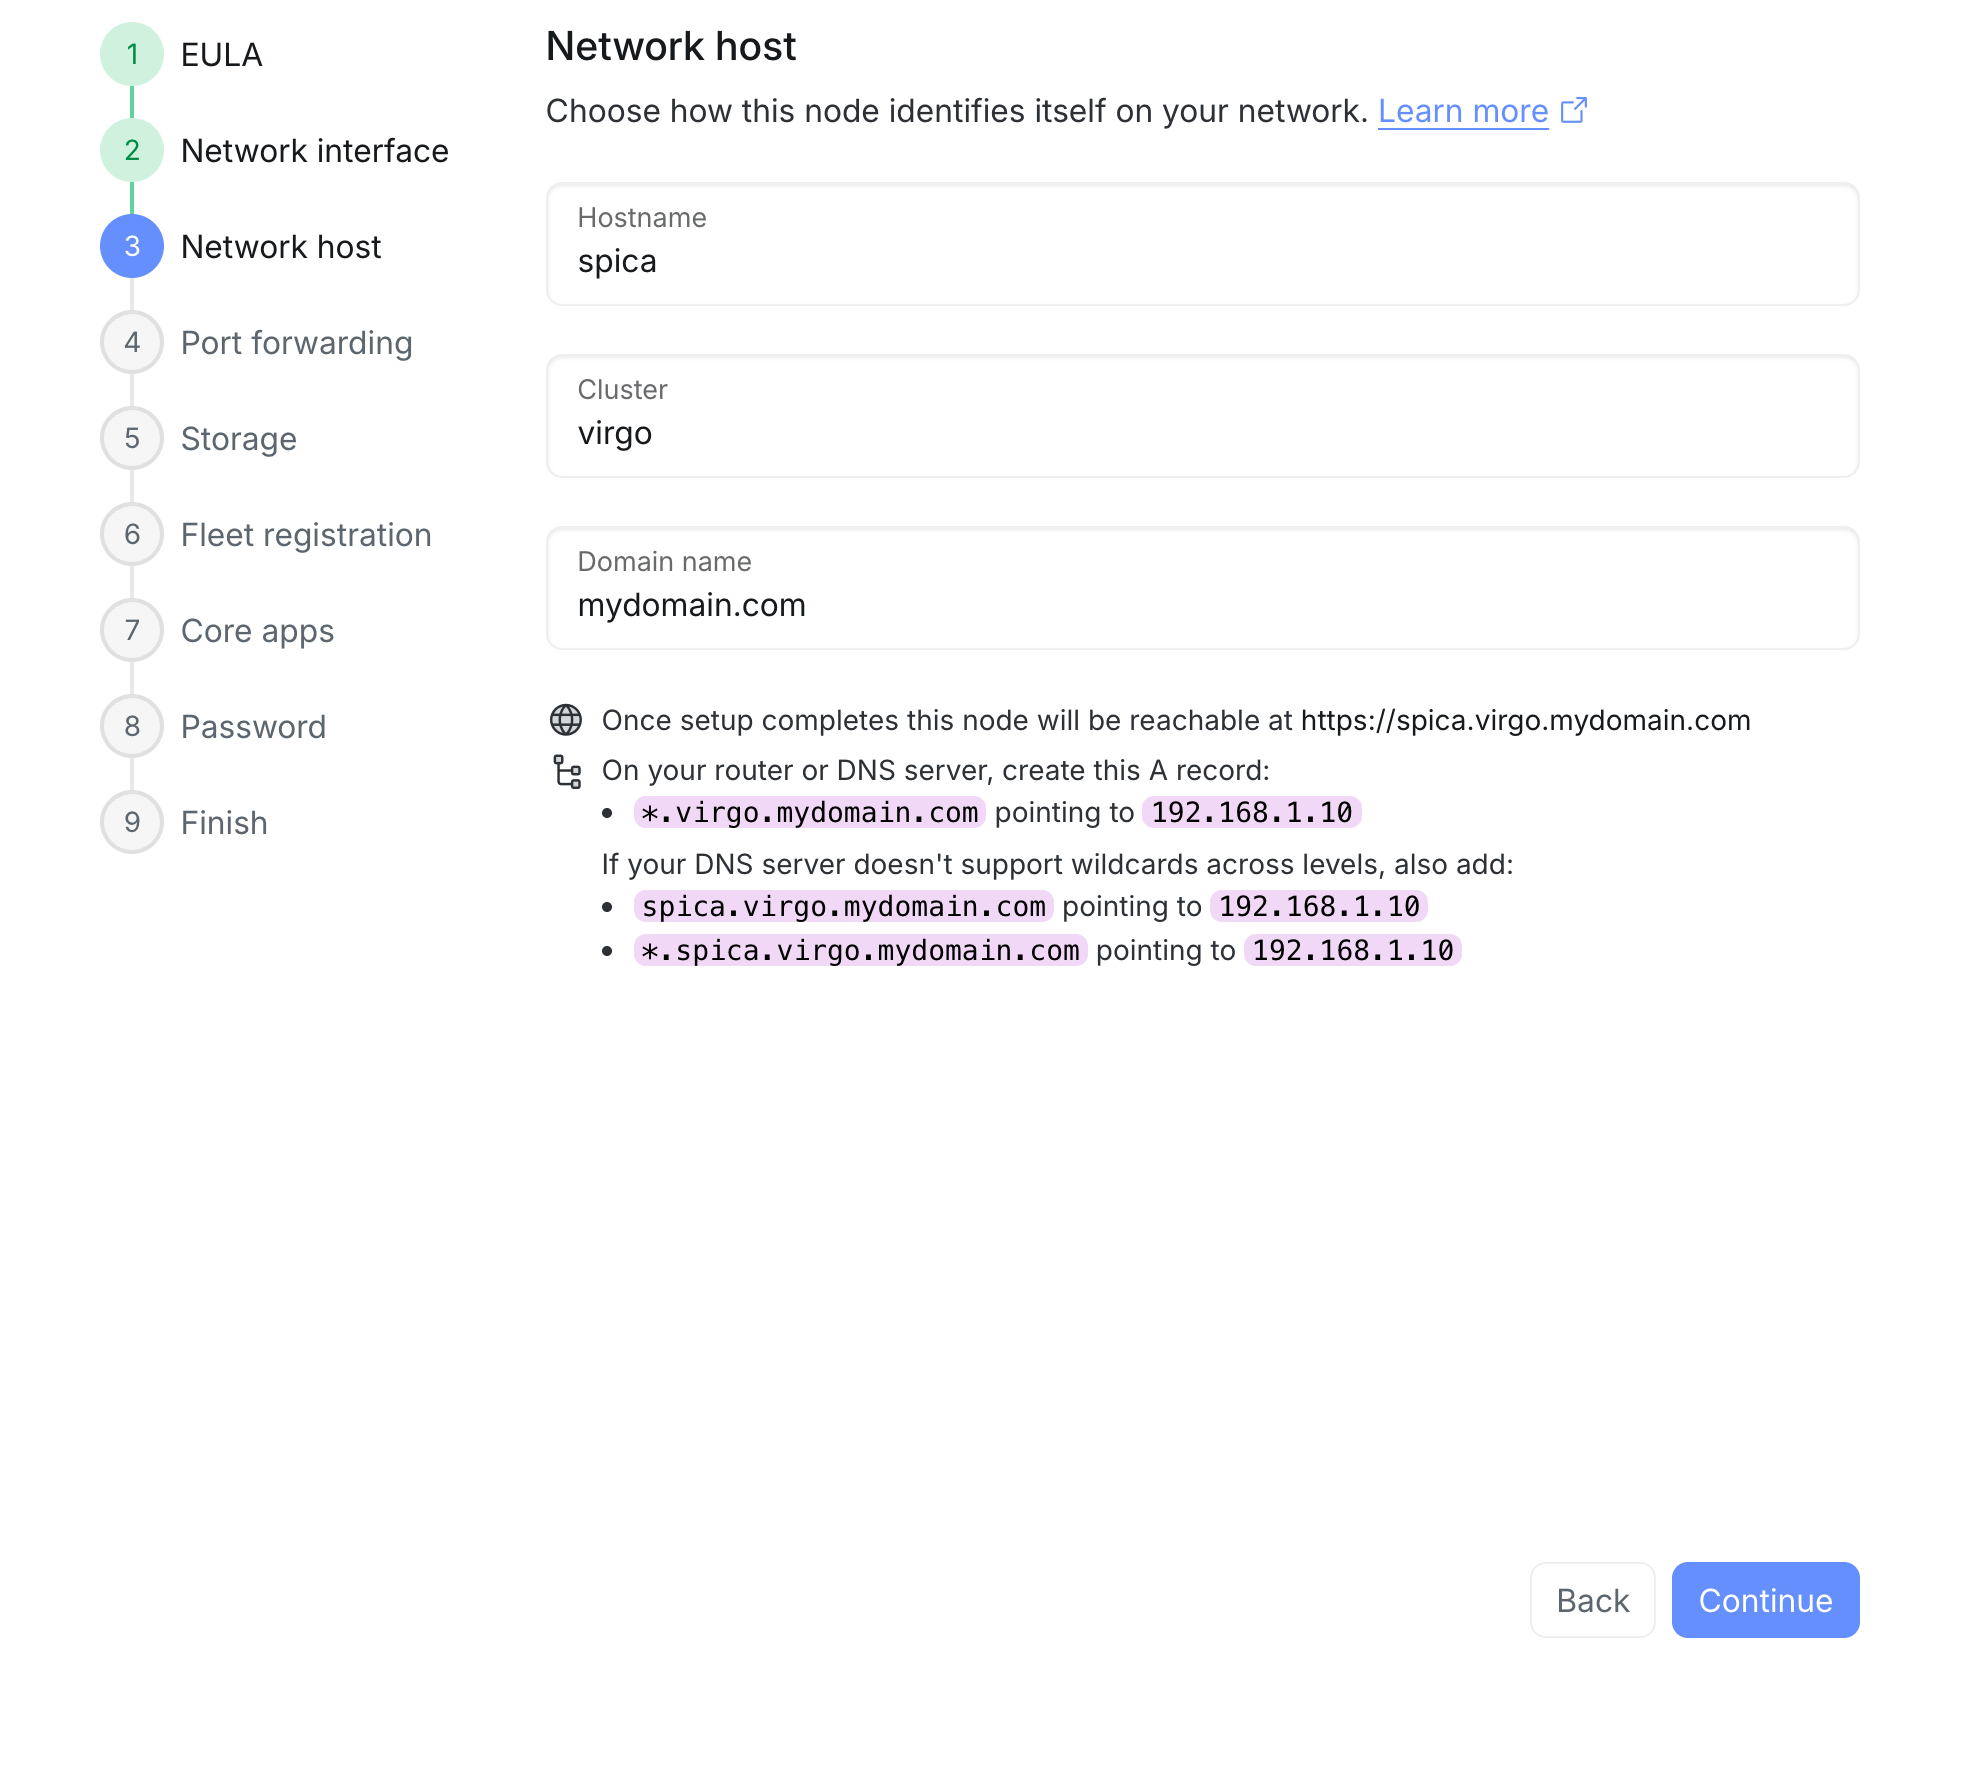 1 EULA
2 Network interface
3 Network host
4 Port forwarding
5 Storage
6 Fleet registration
7 Core apps
8 Password
9 Finish
Network host
Choose how this node identifies itself on your network. Learn more
Hostname
spica
Cluster
virgo
Domain name
mydomain.com
Once setup completes this node will be reachable at https://spica.virgo.mydomain.com
On your router or DNS server, create this A record:
• *.virgo.mydomain.com pointing to 192.168.1.10
If your DNS server doesn't support wildcards across levels, also add:
• spica.virgo.mydomain.com pointing to 192.168.1.10
• *.spica.virgo.mydomain.com pointing to 192.168.1.10
Back Continue